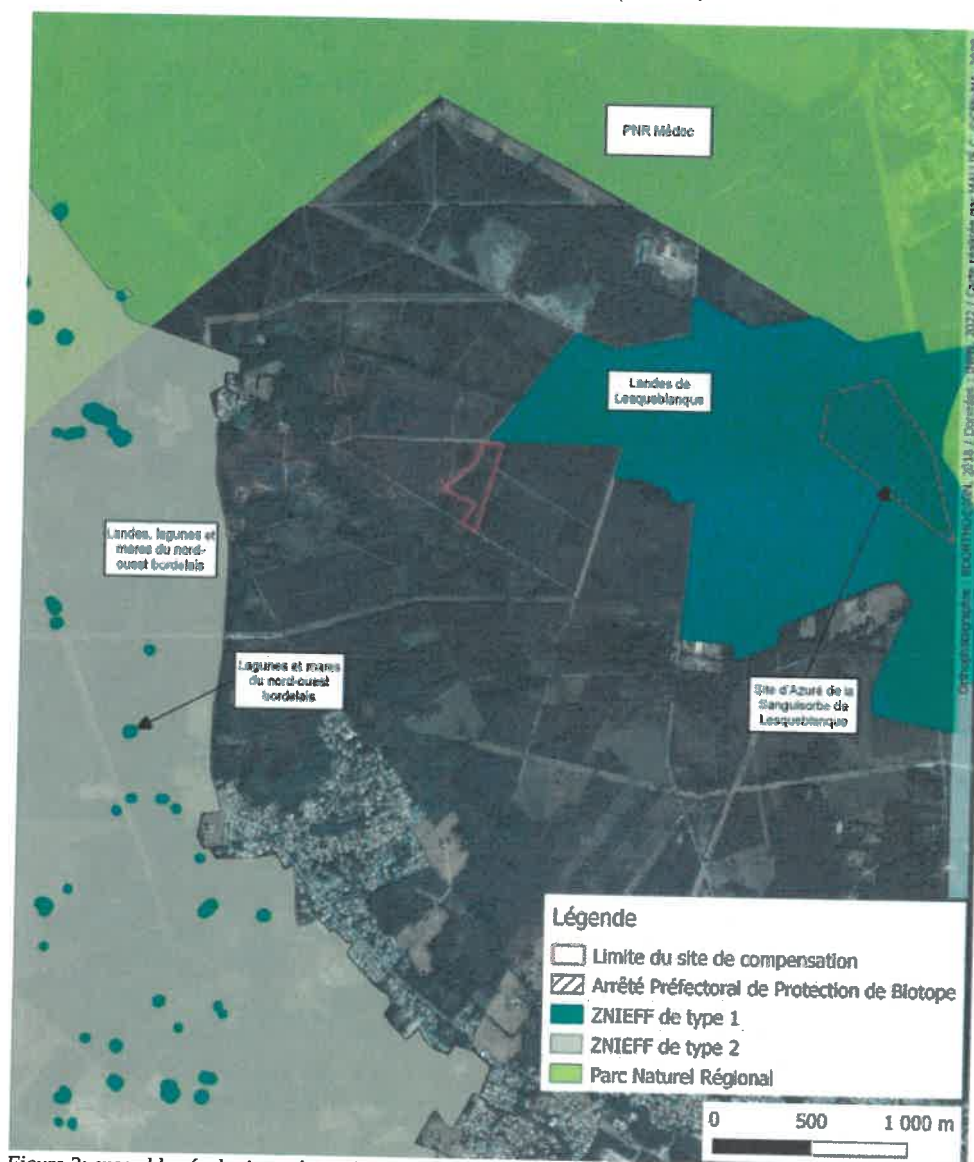 PNR Médoc
Landes de
Lesqueblanque
Landes, lagunes et
mares du nord-
ouest bordelais
Lagunes et mares
du nord-ouest
bordelais
Site d'Azuré de la
Sanguisorbe de
Lesqueblanque
Légende
Limite du site de compensation
Arrêté Préfectoral de Protection de Biotope
ZNIEFF de type 1
ZNIEFF de type 2
Parc Naturel Régional
0 500 1 000 m